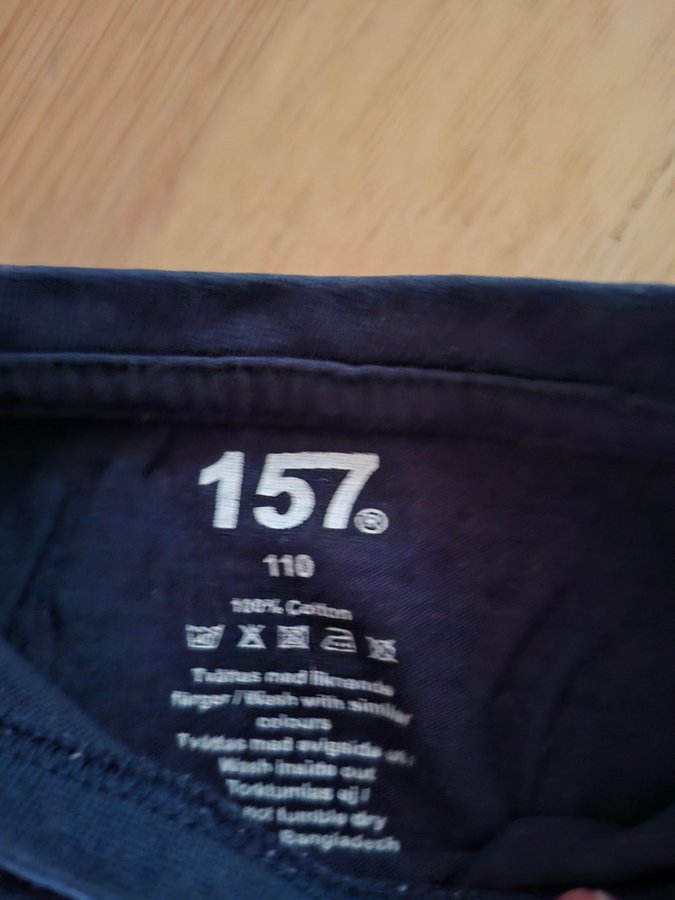 157®
110
100% Cotton
Tvättas med liknande
färger / Wash with similar
colours
Tvättas med avigsida ut /
Wash inside out
Torktumlas ej /
not tumble dry
Bangladesh